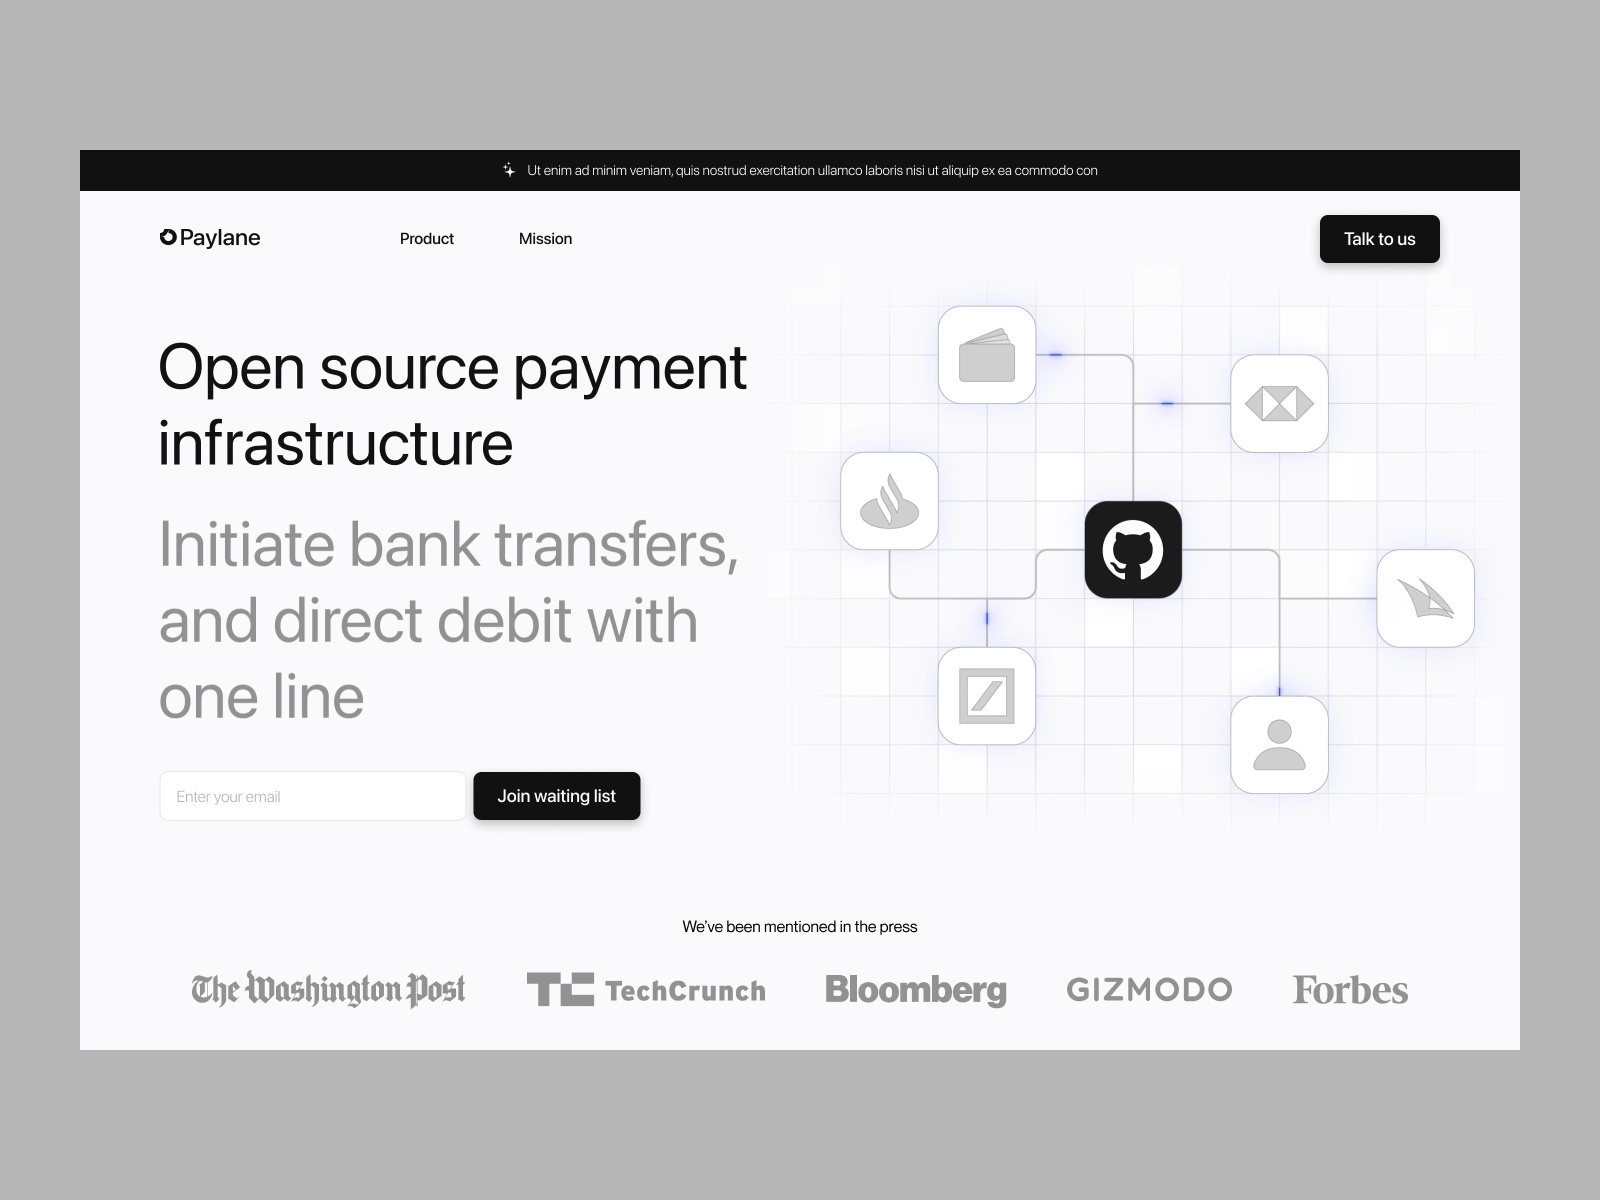 Ut enim ad minim veniam, quis nostrud exercitation ullamco laboris nisi ut aliquip ex ea commodo con
Paylane
Product
Mission
Talk to us
Open source payment
infrastructure
Initiate bank transfers,
and direct debit with
one line
Enter your email
Join waiting list
We've been mentioned in the press
The Washington Post
TC TechCrunch
Bloomberg
GIZMODO
Forbes